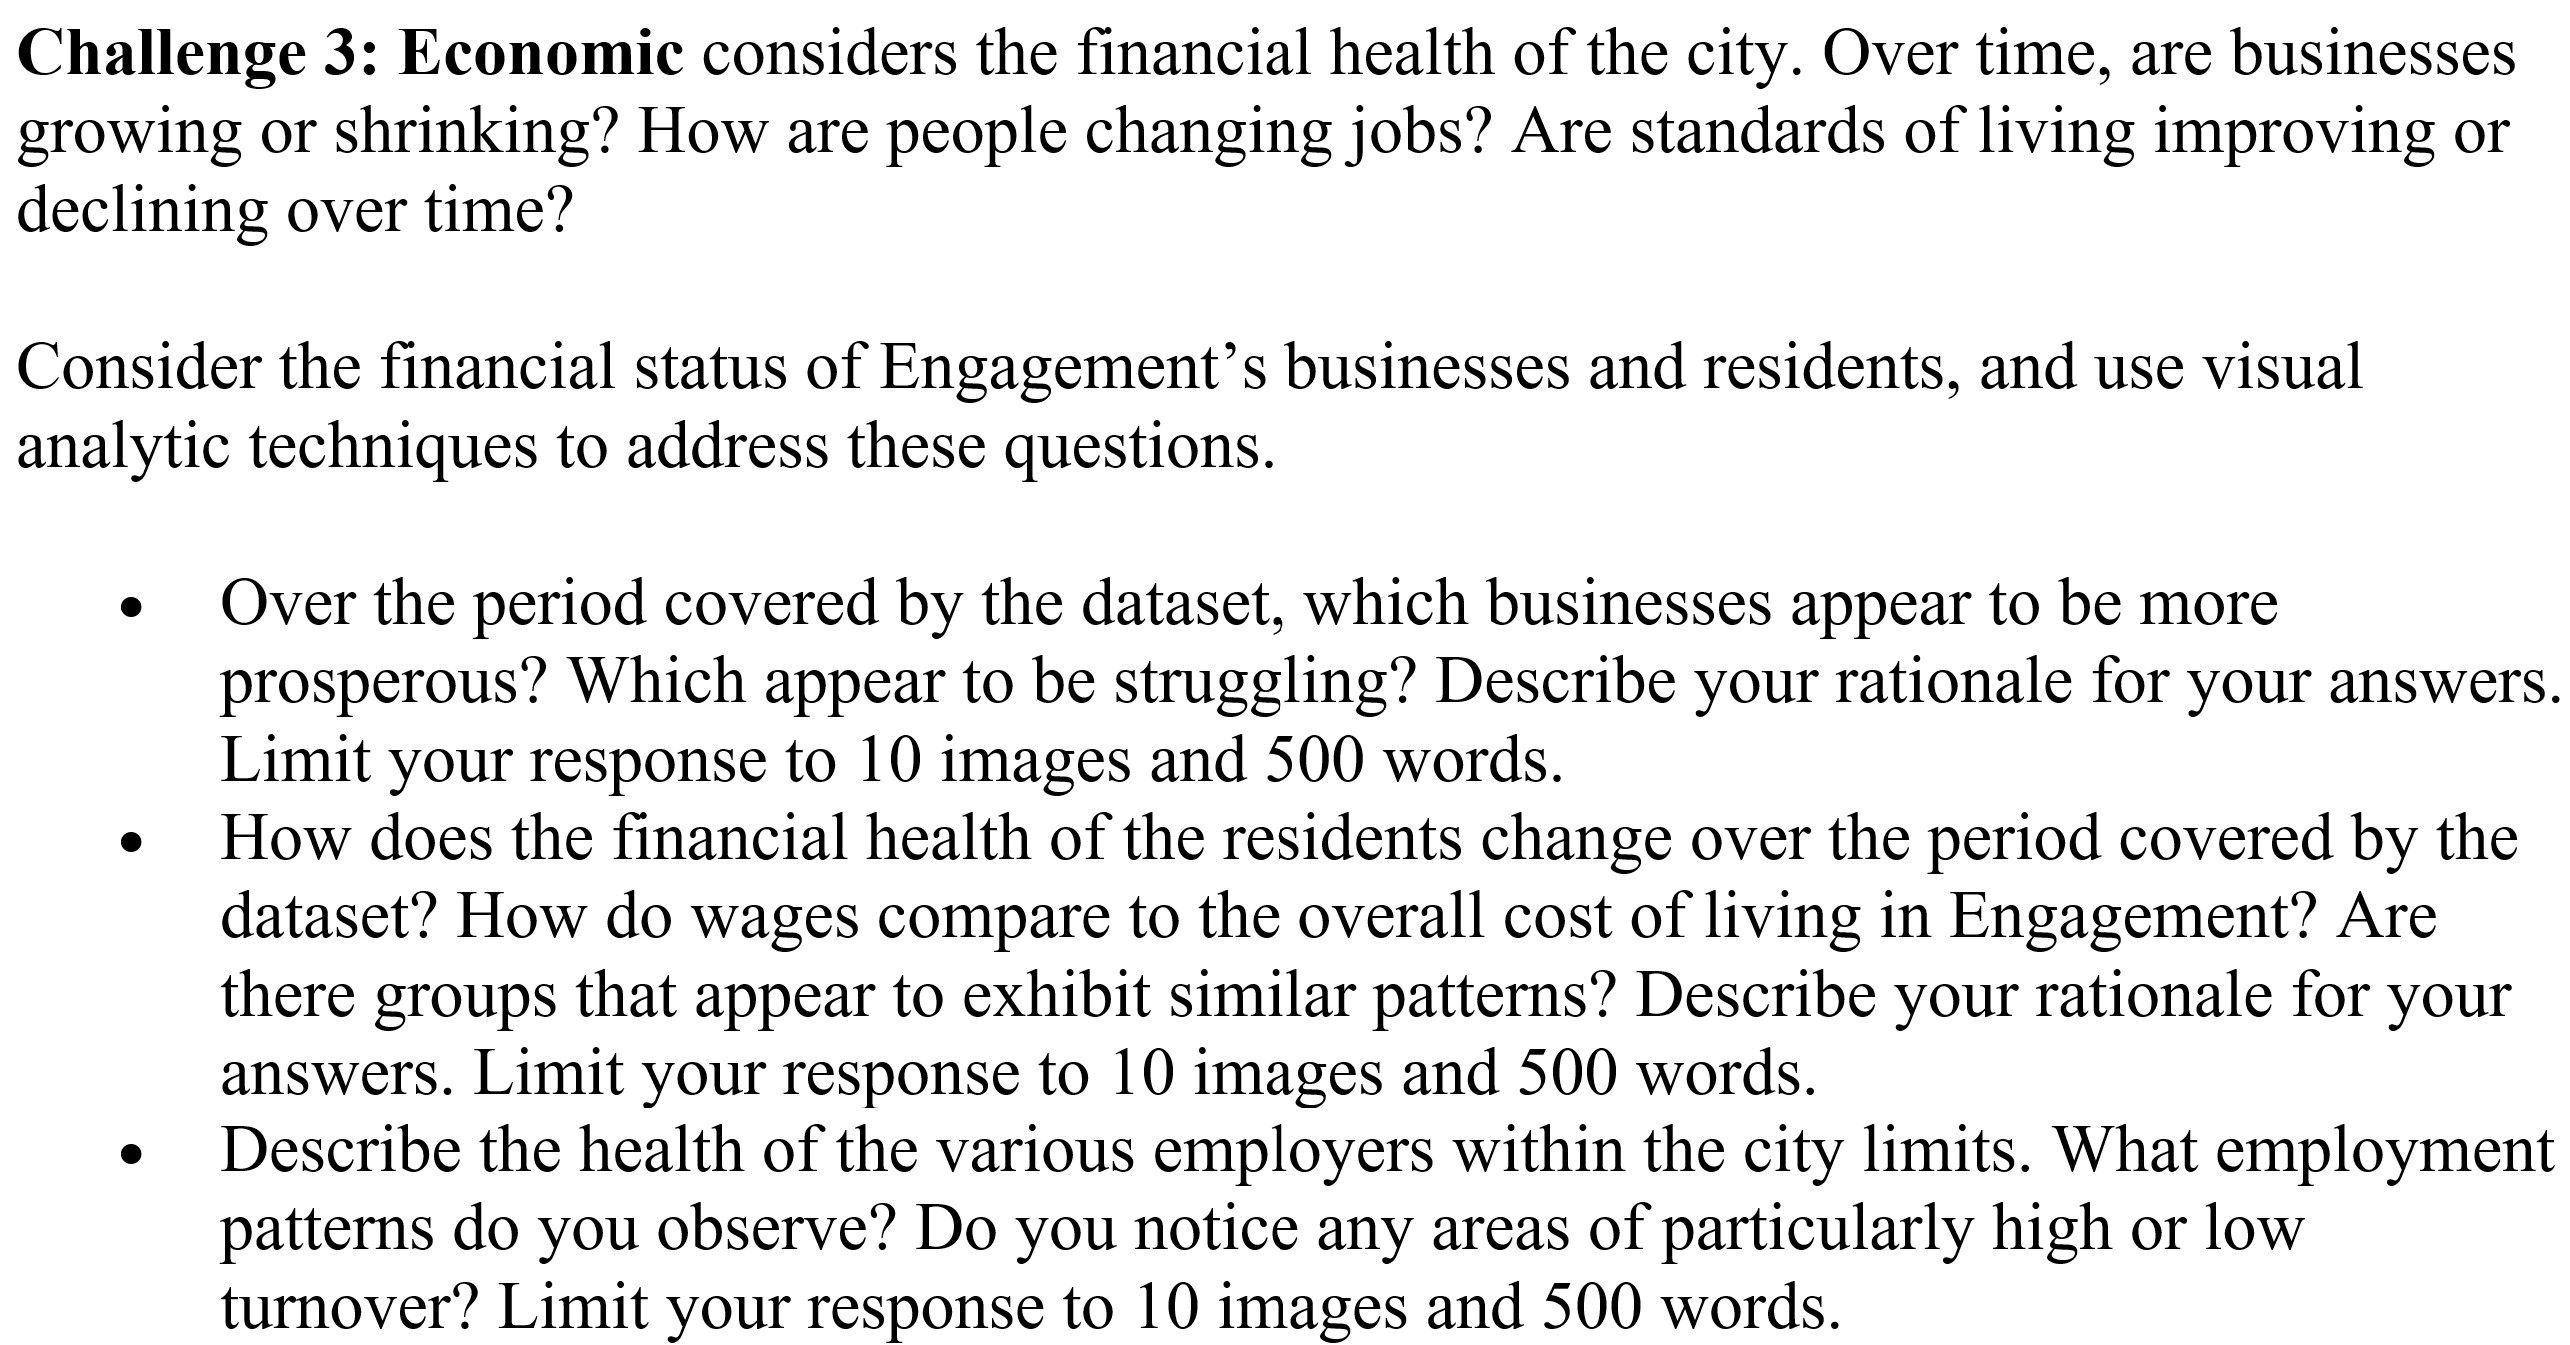 Challenge 3: Economic considers the financial health of the city. Over time, are businesses
growing or shrinking? How are people changing jobs? Are standards of living improving or
declining over time?
Consider the financial status of Engagement’s businesses and residents, and use visual
analytic techniques to address these questions.
• Over the period covered by the dataset, which businesses appear to be more
prosperous? Which appear to be struggling? Describe your rationale for your answers.
Limit your response to 10 images and 500 words.
• How does the financial health of the residents change over the period covered by the
dataset? How do wages compare to the overall cost of living in Engagement? Are
there groups that appear to exhibit similar patterns? Describe your rationale for your
answers. Limit your response to 10 images and 500 words.
• Describe the health of the various employers within the city limits. What employment
patterns do you observe? Do you notice any areas of particularly high or low
turnover? Limit your response to 10 images and 500 words.